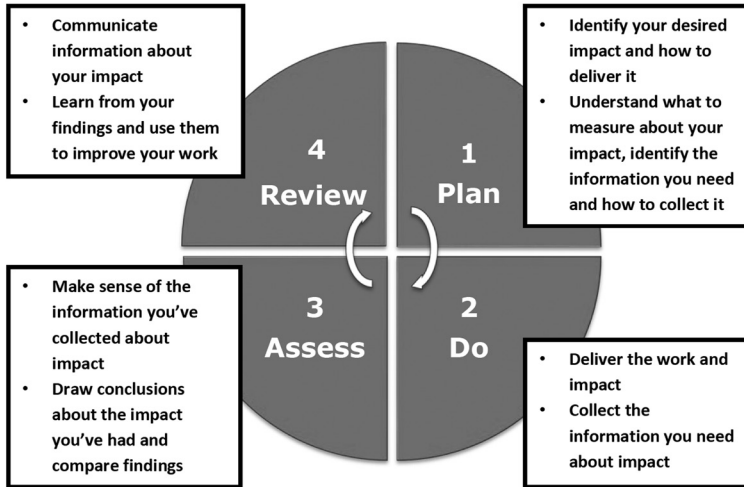 • Communicate
information about
your impact
• Learn from your
findings and use them
to improve your work
4
Review
• Identify your desired
impact and how to
deliver it
• Understand what to
measure about your
impact, identify the
information you need
and how to collect it
1
Plan
• Make sense of the
information you’ve
collected about
impact
• Draw conclusions
about the impact
you’ve had and
compare findings
3
Assess
2
Do
• Deliver the work and
impact
• Collect the
information you need
about impact